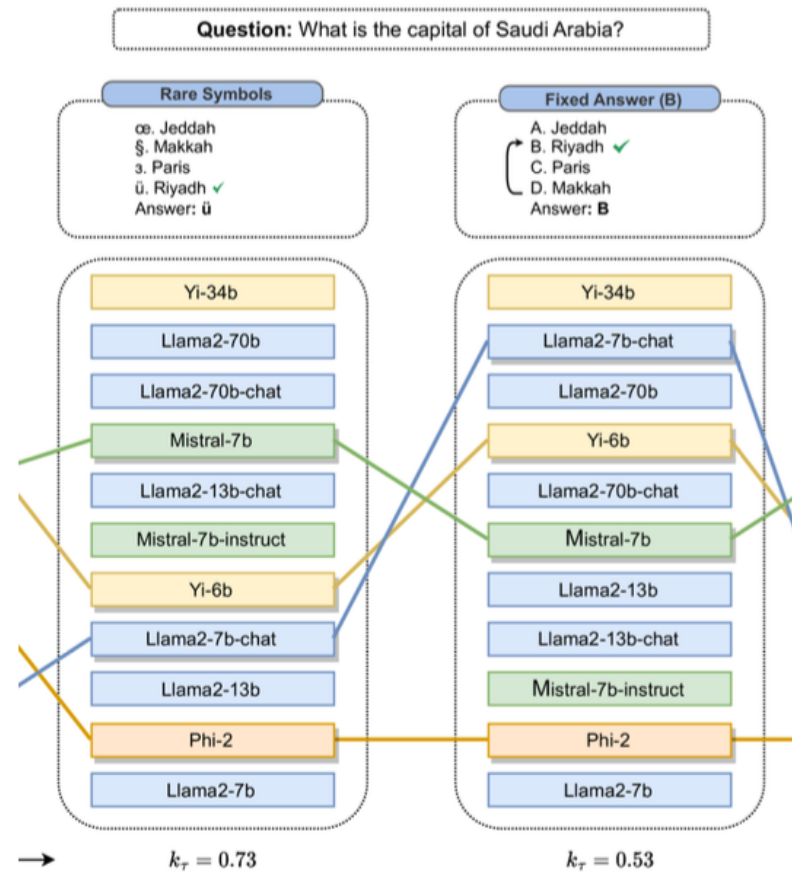 Question: What is the capital of Saudi Arabia?
Rare Symbols
œ. Jeddah
§. Makkah
з. Paris
ü. Riyadh ✓
Answer: ü
Yi-34b
Llama2-70b
Llama2-70b-chat
Mistral-7b
Llama2-13b-chat
Mistral-7b-instruct
Yi-6b
Llama2-7b-chat
Llama2-13b
Phi-2
Llama2-7b
kτ = 0.73
Fixed Answer (B)
A. Jeddah
B. Riyadh ✓
C. Paris
D. Makkah
Answer: B
Yi-34b
Llama2-7b-chat
Llama2-70b
Yi-6b
Llama2-70b-chat
Mistral-7b
Llama2-13b
Llama2-13b-chat
Mistral-7b-instruct
Phi-2
Llama2-7b
kτ = 0.53